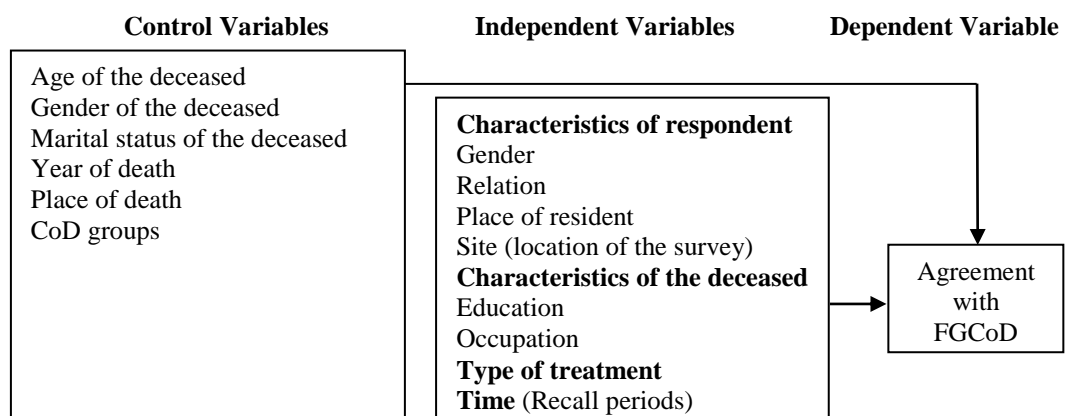 Control Variables
Independent Variables
Dependent Variable
Age of the deceased
Gender of the deceased
Marital status of the deceased
Year of death
Place of death
CoD groups
Characteristics of respondent
Gender
Relation
Place of resident
Site (location of the survey)
Characteristics of the deceased
Education
Occupation
Type of treatment
Time (Recall periods)
Agreement
with
FGCoD